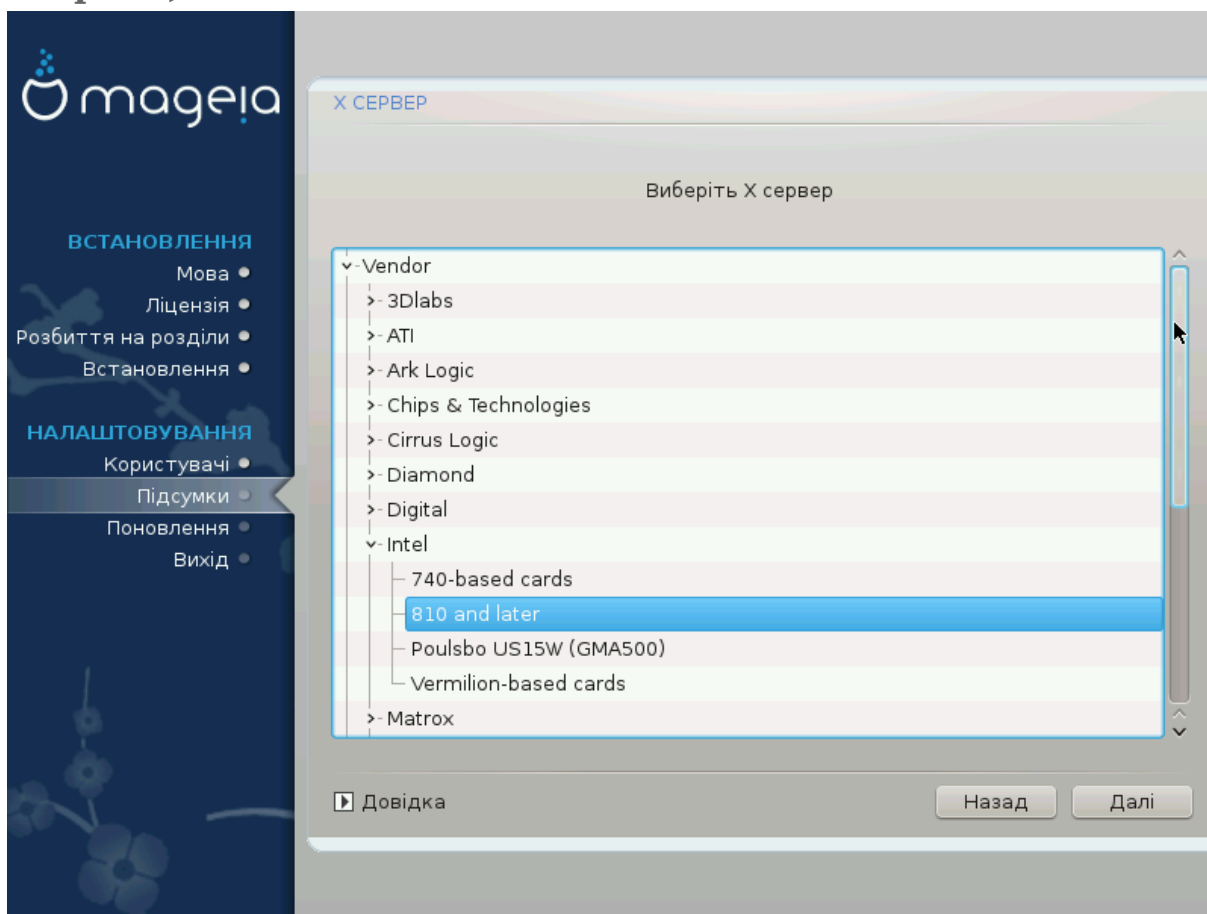 mageia
X СЕРВЕР
Виберіть X сервер
ВСТАНОВЛЕННЯ
Мова
Ліцензія
Розбиття на розділи
Встановлення
НАЛАШТОВУВАННЯ
Користувачі
Підсумки
Поновлення
Вихід
Vendor
3Dlabs
ATI
Ark Logic
Chips & Technologies
Cirrus Logic
Diamond
Digital
Intel
740-based cards
810 and later
Poulsbo US15W (GMA500)
Vermilion-based cards
Matrox
Довідка
Назад
Далі